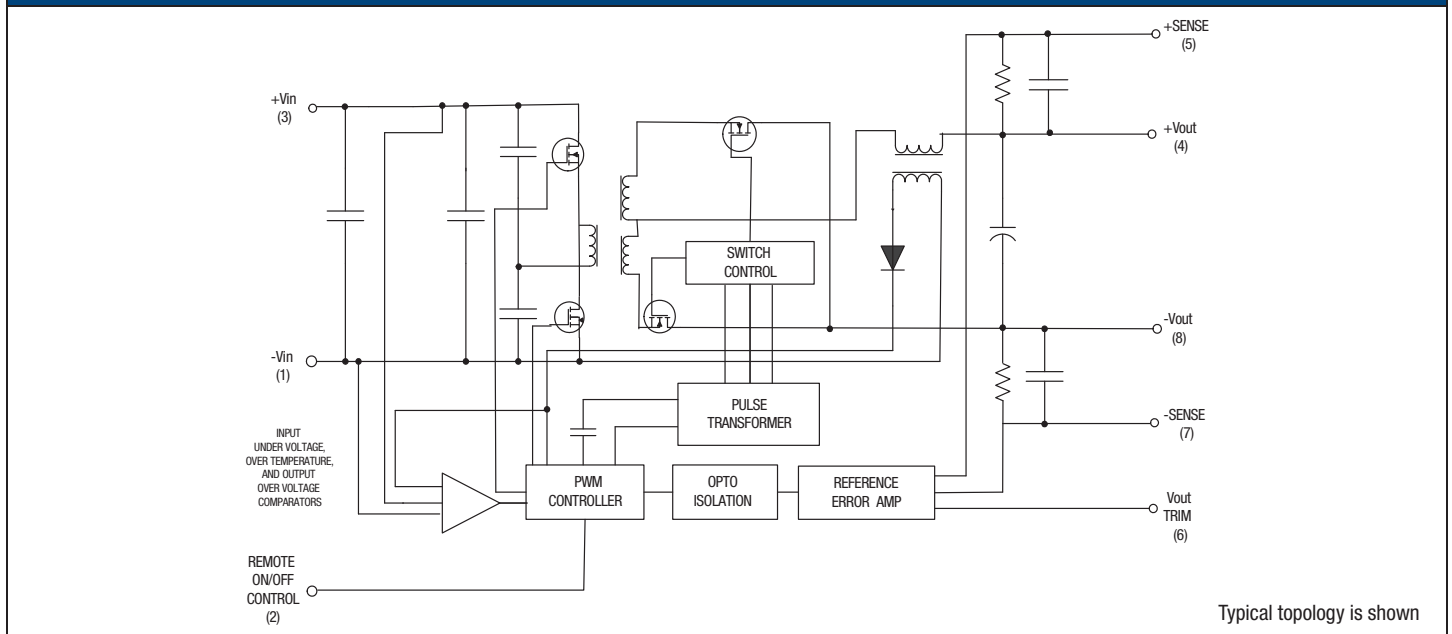 +SENSE
(5)
+Vin
(3)
+Vout
(4)
SWITCH
CONTROL
-Vout
(8)
-Vin
(1)
PULSE
TRANSFORMER
-SENSE
(7)
INPUT
UNDER VOLTAGE,
OVER TEMPERATURE,
AND OUTPUT
OVER VOLTAGE
COMPARATORS
PWM
CONTROLLER
OPTO
ISOLATION
REFERENCE
ERROR AMP
Vout
TRIM
(6)
REMOTE
ON/OFF
CONTROL
(2)
Typical topology is shown